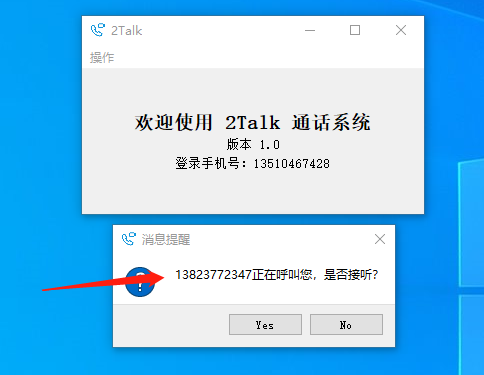 2Talk
操作
欢迎使用 2Talk 通话系统
版本 1.0
登录手机号：13510467428
消息提醒
13823772347正在呼叫您，是否接听?
Yes
No